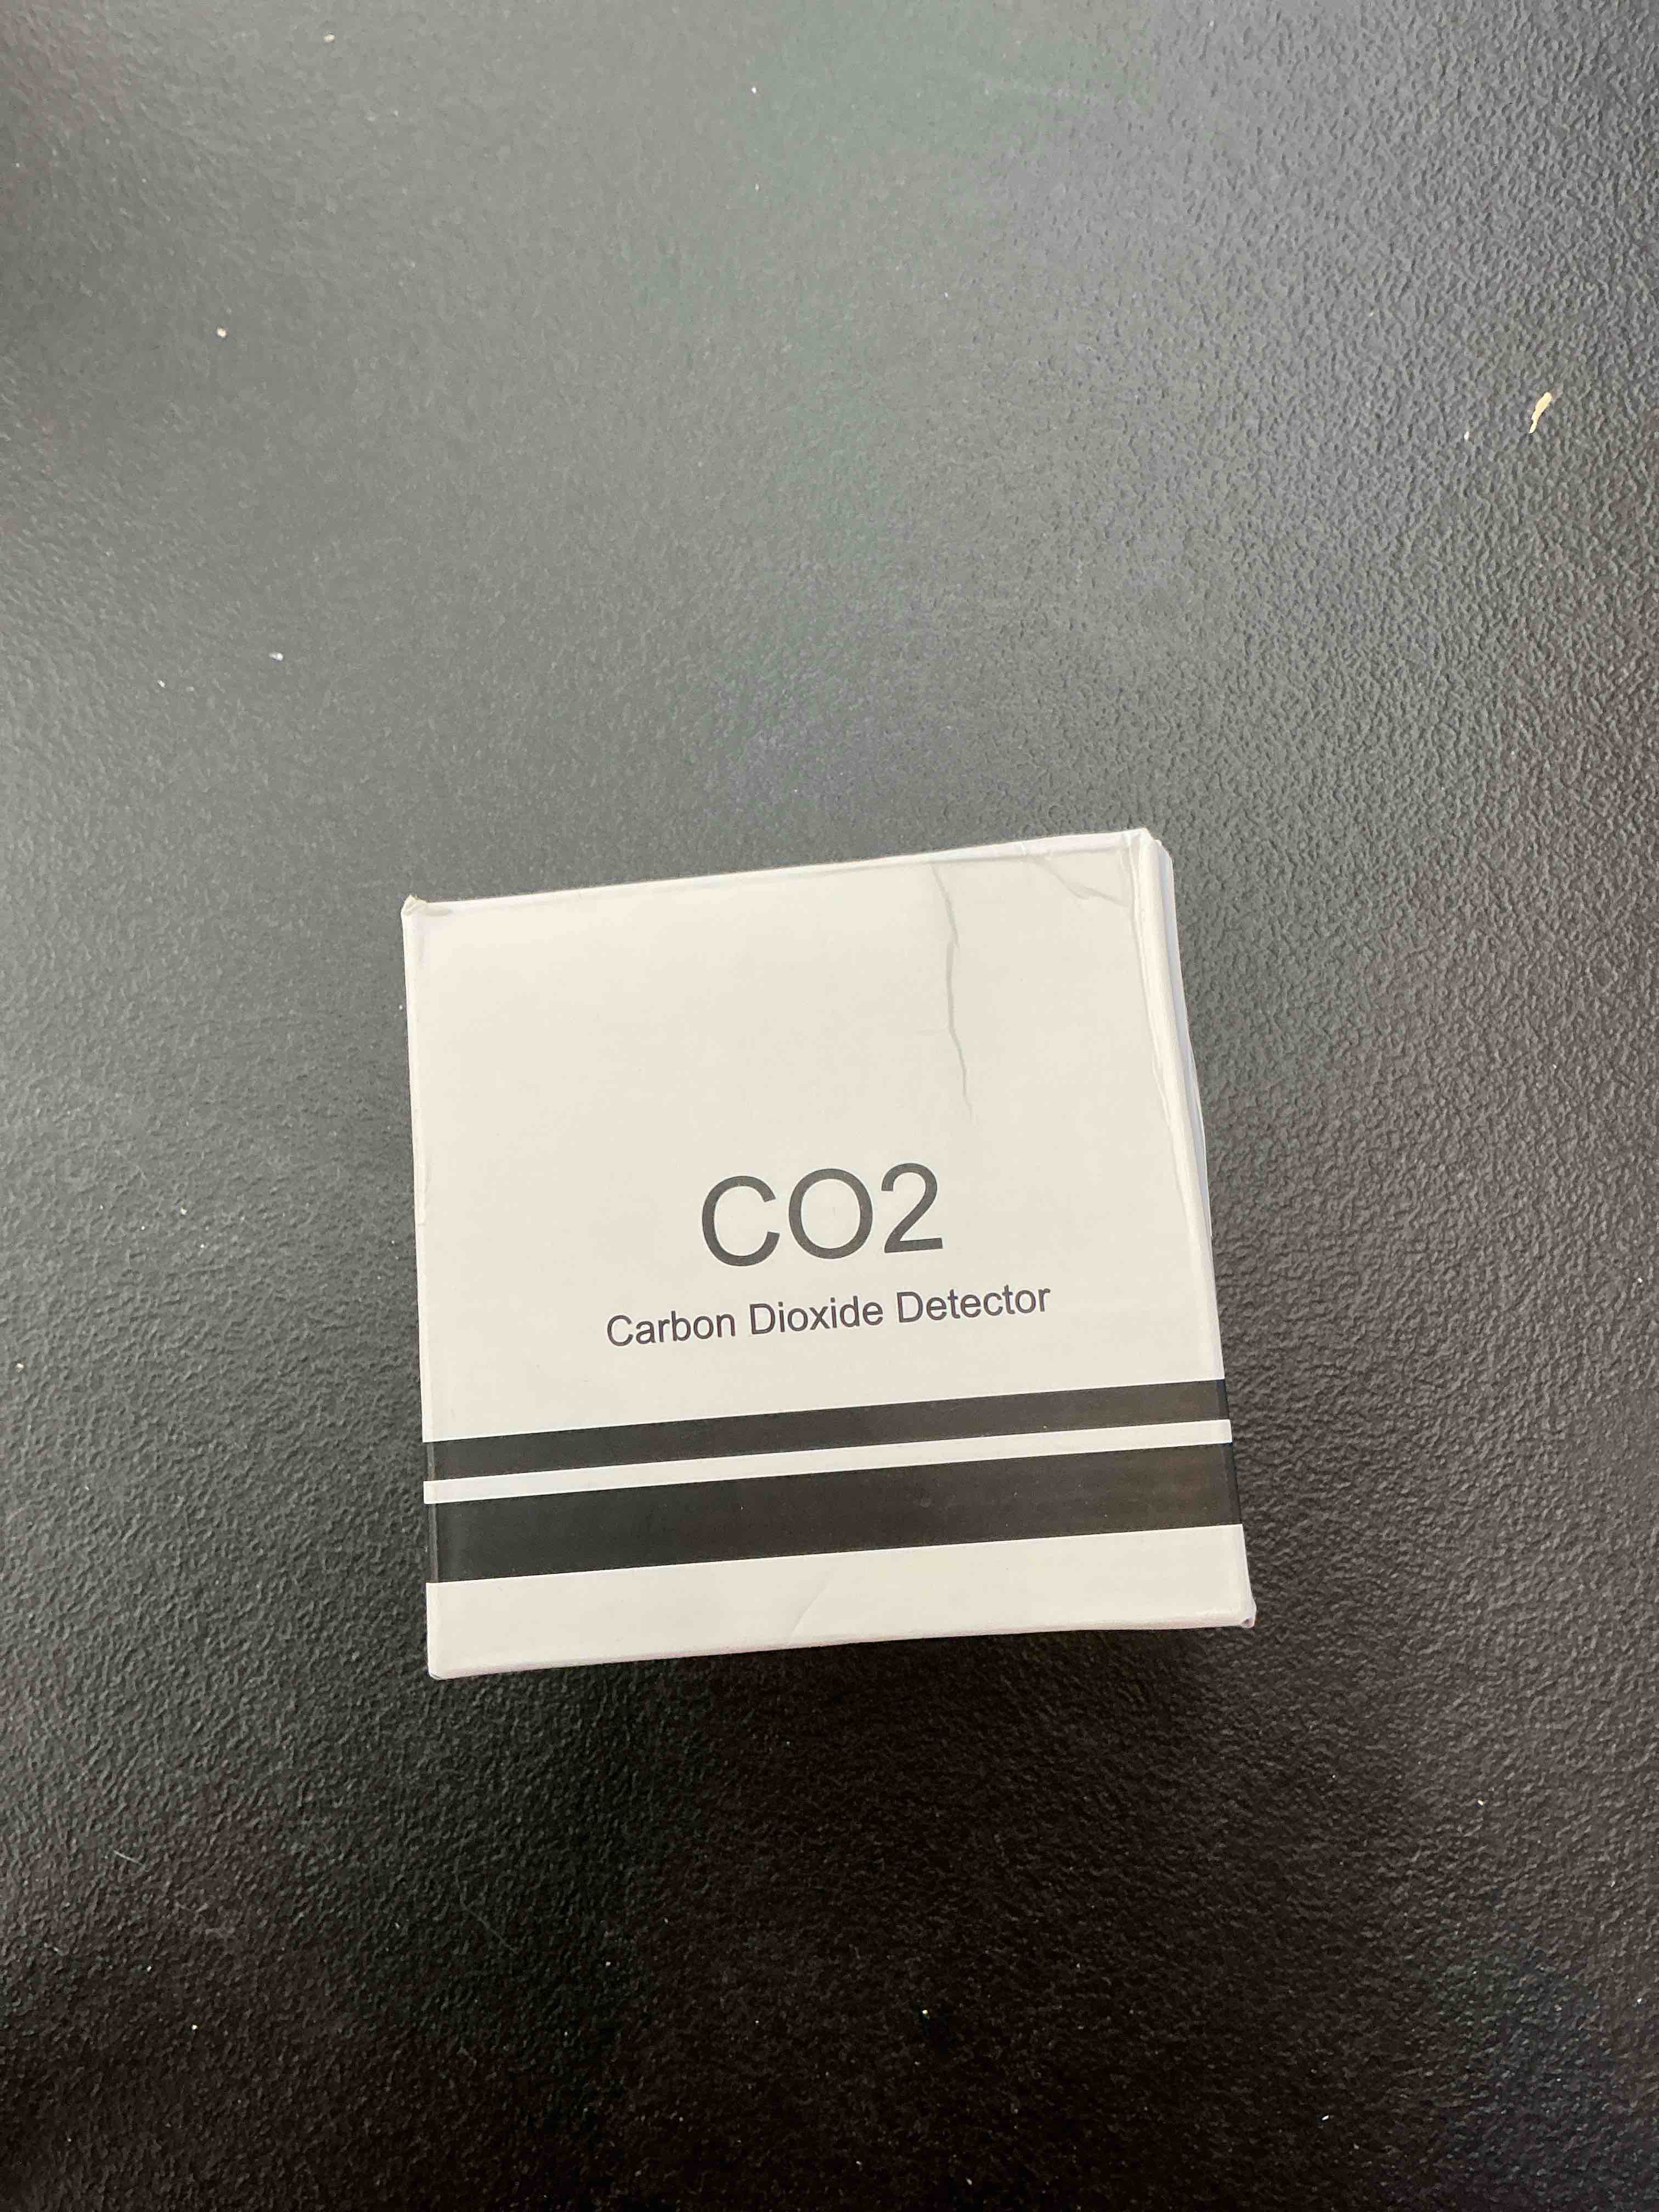 CO2
Carbon Dioxide Detector